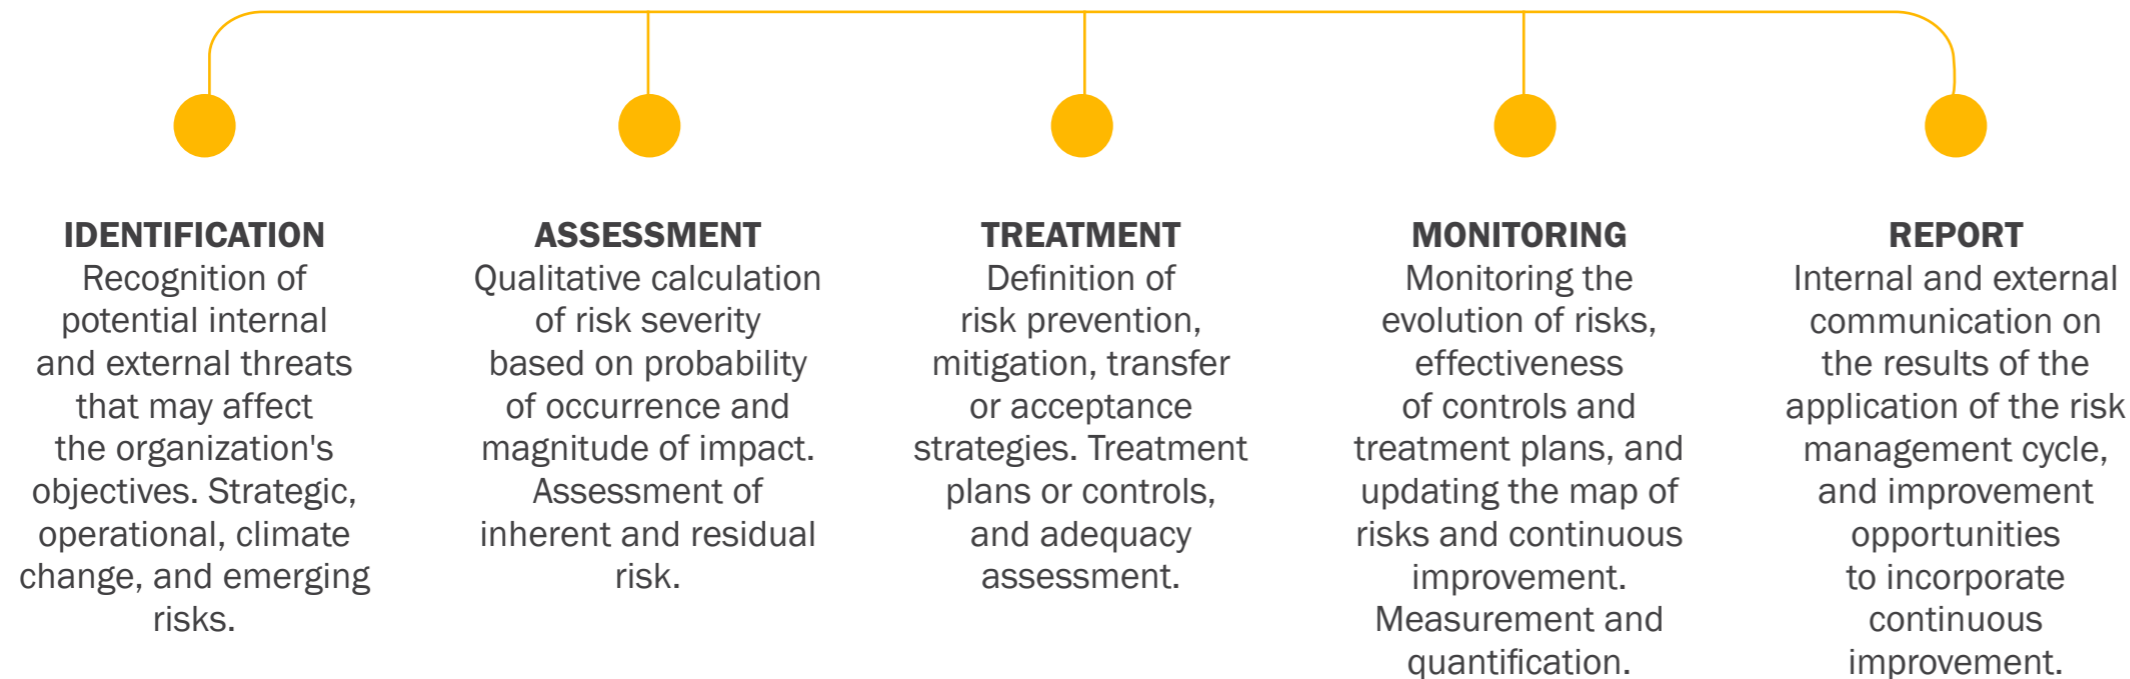 IDENTIFICATION
Recognition of
potential internal
and external threats
that may affect
the organization's
objectives. Strategic,
operational, climate
change, and emerging
risks.
ASSESSMENT
Qualitative calculation
of risk severity
based on probability
of occurrence and
magnitude of impact.
Assessment of
inherent and residual
risk.
TREATMENT
Definition of
risk prevention,
mitigation, transfer
or acceptance
strategies. Treatment
plans or controls,
and adequacy
assessment.
MONITORING
Monitoring the
evolution of risks,
effectiveness
of controls and
treatment plans, and
updating the map of
risks and continuous
improvement.
Measurement and
quantification.
REPORT
Internal and external
communication on
the results of the
application of the risk
management cycle,
and improvement
opportunities
to incorporate
continuous
improvement.